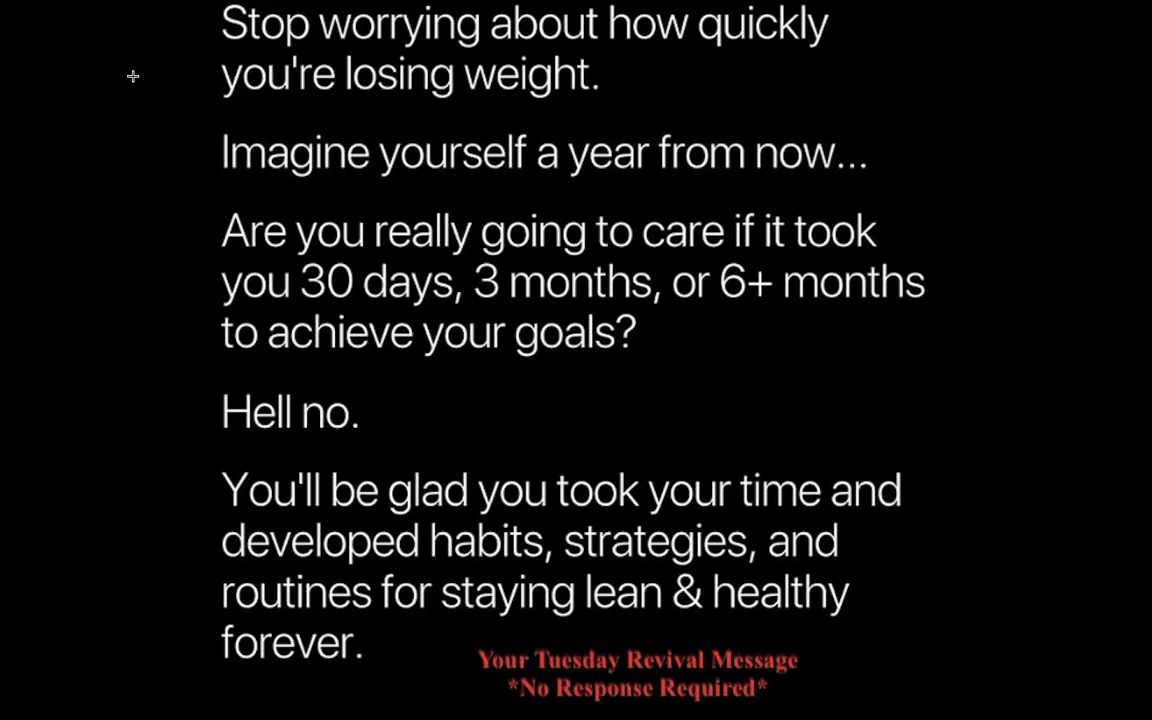 Stop worrying about how quickly
you're losing weight.
Imagine yourself a year from now...
Are you really going to care if it took
you 30 days, 3 months, or 6+ months
to achieve your goals?
Hell no.
You'll be glad you took your time and
developed habits, strategies, and
routines for staying lean & healthy
forever.
Your Tuesday Revival Message
*No Response Required*